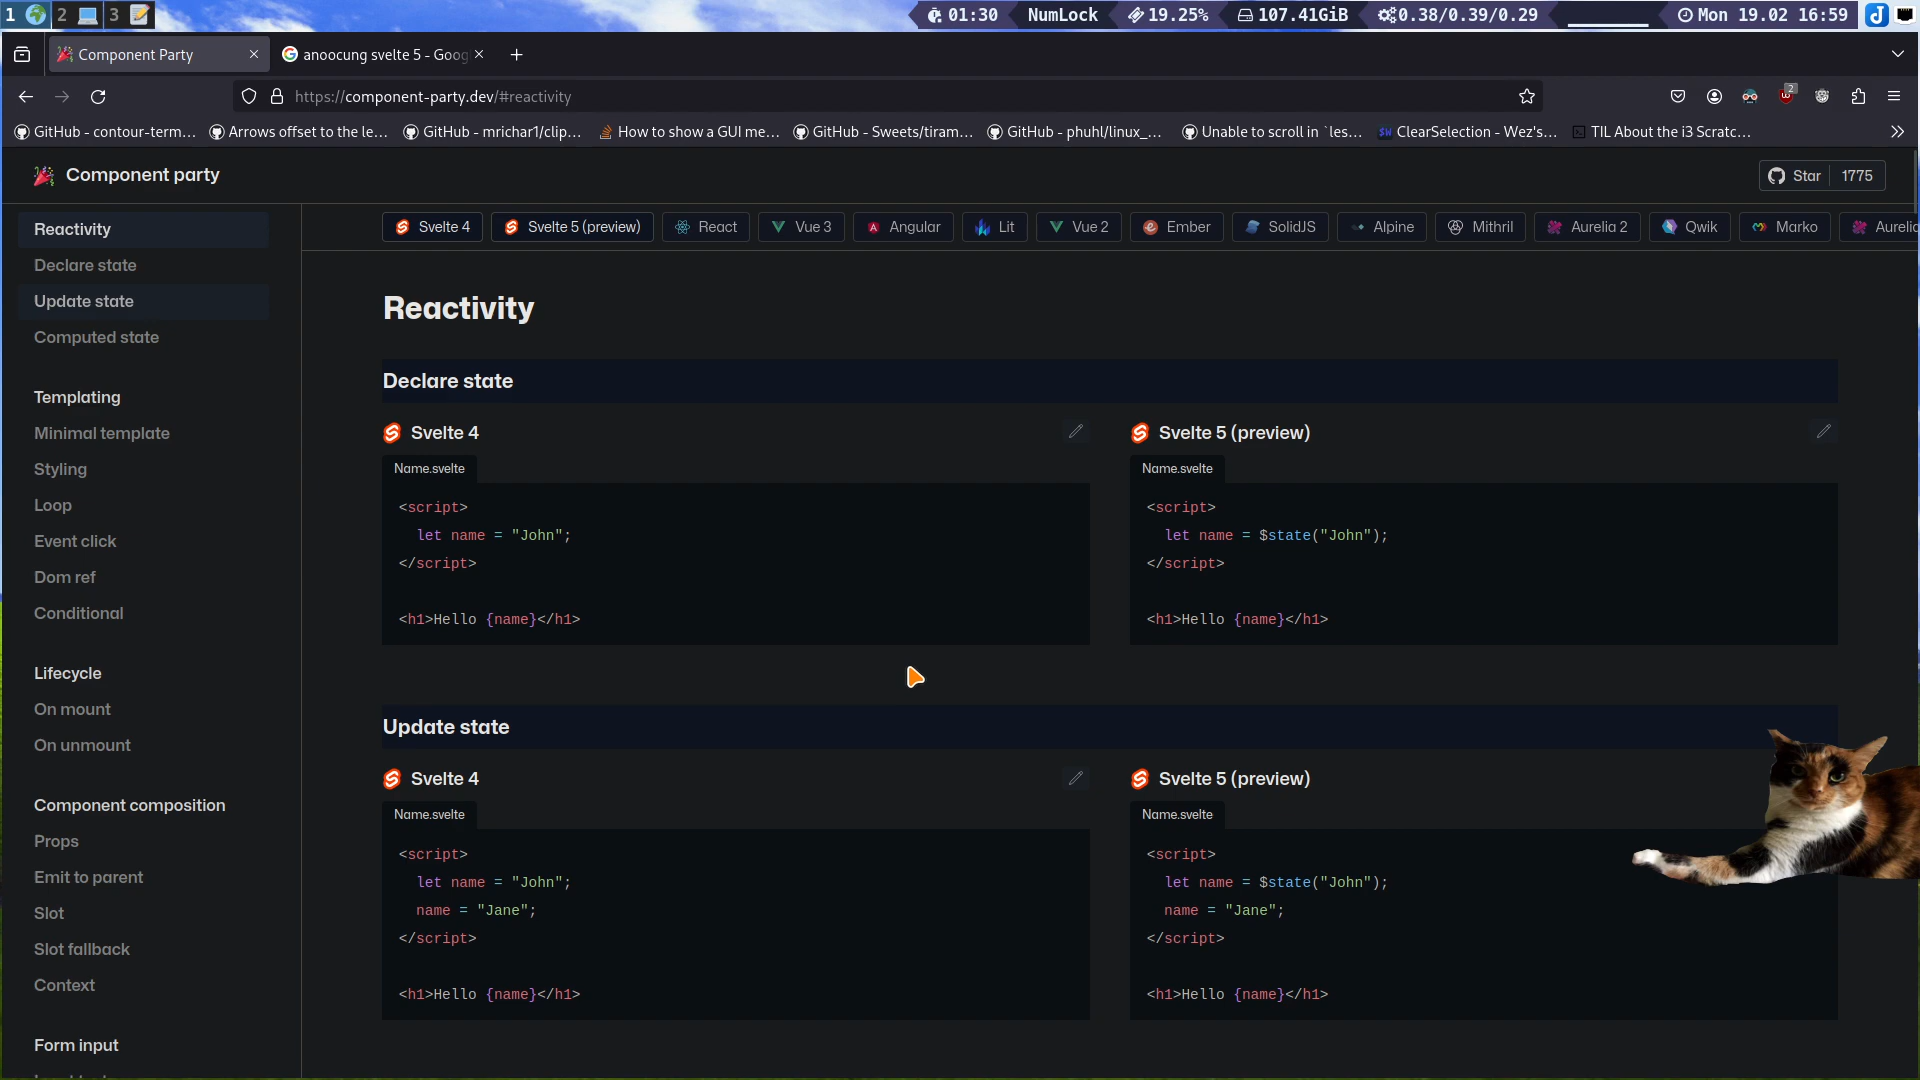 1 2 3 01:30 NumLock 19.25% 107.41GiB 0.38/0.39/0.29 Mon 19.02 16:59
Component Party anoocung svelte 5 - Goog
https://component-party.dev/#reactivity 2
GitHub - contour-term… Arrows offset to the le… GitHub - mrichar1/clip… How to show a GUI me… GitHub - Sweets/tiram… GitHub - phuhl/linux_… Unable to scroll in `les… ClearSelection - Wez's… TIL About the i3 Scratc…
Component party Star 1775
Svelte 4 Svelte 5 (preview) React Vue 3 Angular Lit Vue 2 Ember SolidJS Alpine Mithril Aurelia 2 Qwik Marko Aurelia
Reactivity
Declare state
Update state
Computed state
Templating
Minimal template
Styling
Loop
Event click
Dom ref
Conditional
Lifecycle
On mount
On unmount
Component composition
Props
Emit to parent
Slot
Slot fallback
Context
Form input
Reactivity
Declare state
Svelte 4
Name.svelte
<script>
let name = "John";
</script>
<h1>Hello {name}</h1>
Svelte 5 (preview)
Name.svelte
<script>
let name = $state("John");
</script>
<h1>Hello {name}</h1>
Update state
Svelte 4
Name.svelte
<script>
let name = "John";
name = "Jane";
</script>
<h1>Hello {name}</h1>
Svelte 5 (preview)
Name.svelte
<script>
let name = $state("John");
name = "Jane";
</script>
<h1>Hello {name}</h1>